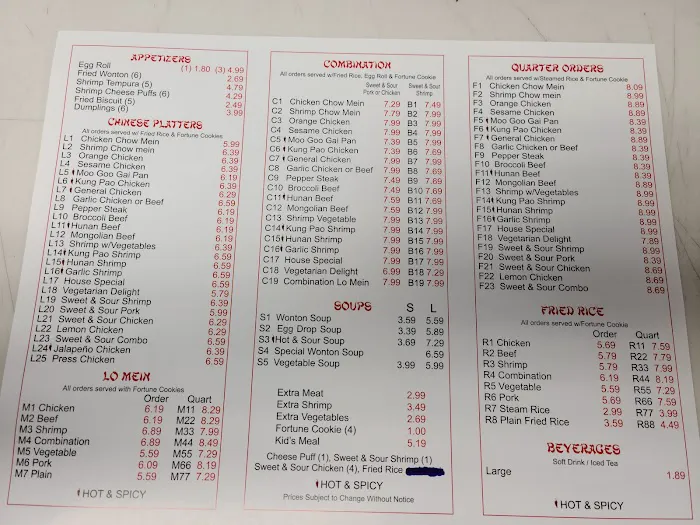 APPETIZERS
Egg Roll (1) 1.80 (3) 4.99
Fried Wonton (6) 2.69
Shrimp Tempura (5) 4.79
Shrimp Cheese Puffs (6) 4.29
Fried Biscuit (5) 2.49
Dumplings (6) 3.99
CHINESE PLATTERS
All orders served w/ Fried Rice & Fortune Cookies
L1 Chicken Chow Mein 5.99
L2 Shrimp Chow mein 6.39
L3 Orange Chicken 6.39
L4 Sesame Chicken 6.39
L5 Moo Goo Gai Pan 6.19
L6 Kung Pao Chicken 6.39
L7 General Chicken 6.29
L8 Garlic Chicken or Beef 6.59
L9 Pepper Steak 6.19
L10 Broccoli Beef 6.19
L11 Hunan Beef 6.19
L12 Mongolian Beef 6.19
L13 Shrimp w/Vegetables 6.39
L14 Kung Pao Shrimp 6.59
L15 Hunan Shrimp 6.59
L16 Garlic Shrimp 6.59
L17 House Special 6.59
L18 Vegetarian Delight 5.79
L19 Sweet & Sour Shrimp 6.39
L20 Sweet & Sour Pork 5.99
L21 Sweet & Sour Chicken 6.29
L22 Lemon Chicken 6.29
L23 Sweet & Sour Combo 6.59
L24 Jalapeño Chicken 6.39
L25 Press Chicken 6.59
LO MEIN
All orders served with Fortune Cookies
Order Quart
M1 Chicken 6.19 M11 8.29
M2 Beef 6.19 M22 8.29
M3 Shrimp 6.89 M33 7.99
M4 Combination 6.89 M44 8.49
M5 Vegetable 5.59 M55 7.29
M6 Pork 6.09 M66 8.19
M7 Plain 5.59 M77 7.29
HOT & SPICY
COMBINATION
All orders served w/Fried Rice, Egg Roll & Fortune Cookie
Sweet & Sour Pork or Chicken
Sweet & Sour Shrimp
C1 Chicken Chow Mein 7.29 B1 7.49
C2 Shrimp Chow Mein 7.79 B2 7.99
C3 Orange Chicken 7.79 B3 7.99
C4 Sesame Chicken 7.79 B4 7.99
C5 Moo Goo Gai Pan 7.39 B5 7.99
C6 Kung Pao Chicken 7.39 B6 7.69
C7 General Chicken 7.79 B7 7.99
C8 Garlic Chicken or Beef 7.79 B8 7.69
C9 Pepper Steak 7.49 B9 7.69
C10 Broccoli Beef 7.49 B10 7.69
C11 Hunan Beef 7.59 B11 7.69
C12 Mongolian Beef 7.59 B12 7.99
C13 Shrimp Vegetable 7.79 B13 7.99
C14 Kung Pao Shrimp 7.99 B14 7.99
C15 Hunan Shrimp 7.99 B15 7.99
C16 Garlic Shrimp 7.99 B16 7.99
C17 House Special 7.99 B17 7.99
C18 Vegetarian Delight 6.99 B18 7.29
C19 Combination Lo Mein 7.99 B19 7.99
SOUPS S L
S1 Wonton Soup 3.59 5.59
S2 Egg Drop Soup 3.39 5.89
S3 Hot & Sour Soup 3.69 7.29
S4 Special Wonton Soup 6.59
S5 Vegetable Soup 3.99 5.99
Extra Meat 2.99
Extra Shrimp 3.49
Extra Vegetables 2.69
Fortune Cookie (4) 1.00
Kid's Meal 5.19
Cheese Puff (1), Sweet & Sour Shrimp (1)
Sweet & Sour Chicken (4), Fried Rice
HOT & SPICY
Prices Subject to Change Without Notice
QUARTER ORDERS
All orders served w/Steamed Rice & Fortune Cookie
F1 Chicken Chow Mein 8.09
F2 Shrimp Chow mein 8.39
F3 Orange Chicken 8.89
F4 Sesame Chicken 8.89
F5 Moo Goo Gai Pan 8.39
F6 Kung Pao Chicken 8.39
F7 General Chicken 8.89
F8 Garlic Chicken or Beef 8.39
F9 Pepper Steak 8.39
F10 Broccoli Beef 8.39
F11 Hunan Beef 8.39
F12 Mongolian Beef 8.89
F13 Shrimp w/Vegetables 8.89
F14 Kung Pao Shrimp 8.99
F15 Hunan Shrimp 8.99
F16 Garlic Shrimp 8.99
F17 House Special 8.99
F18 Vegetarian Delight 7.89
F19 Sweet & Sour Shrimp 8.99
F20 Sweet & Sour Pork 8.39
F21 Sweet & Sour Chicken 8.69
F22 Lemon Chicken 8.69
F23 Sweet & Sour Combo 8.69
FRIED RICE
All orders served w/Fortune Cookie
Order Quart
R1 Chicken 5.69 R11 7.59
R2 Beef 5.79 R22 7.79
R3 Shrimp 5.79 R33 7.99
R4 Combination 6.19 R44 8.19
R5 Vegetable 5.59 R55 7.29
R6 Pork 5.69 R66 7.59
R7 Steam Rice 2.99 R77 3.99
R8 Plain Fried Rice 3.59 R88 4.49
BEVERAGES
Soft Drink / Iced Tea
Large 1.89
HOT & SPICY